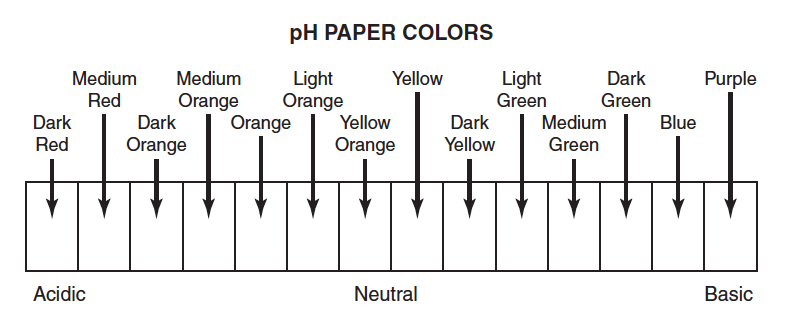 pH PAPER COLORS
Medium Medium Light Yellow Light Dark Purple
Red Orange Orange Green Green
Dark Dark Orange Yellow Dark Medium Blue
Red Orange Orange Yellow Green
Acidic Neutral Basic